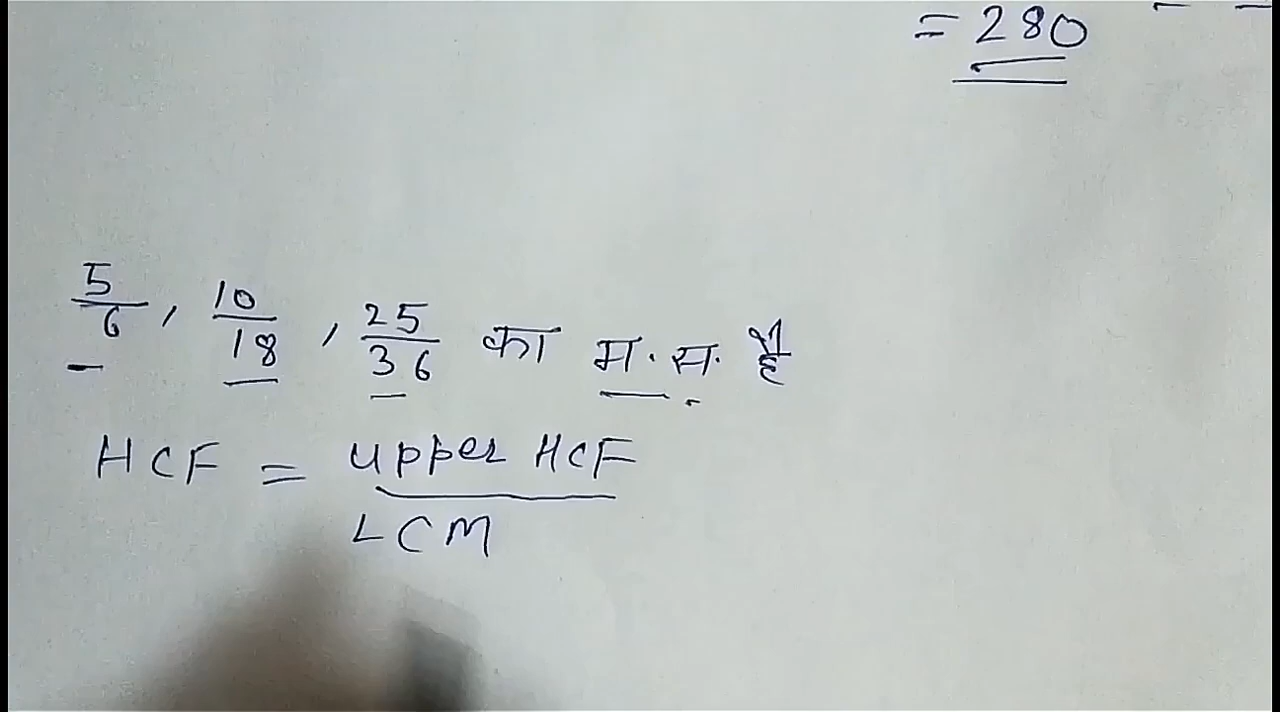 = 280
5/6, 10/18, 25/36 का म.स. है
HCF = upper HCF / LCM